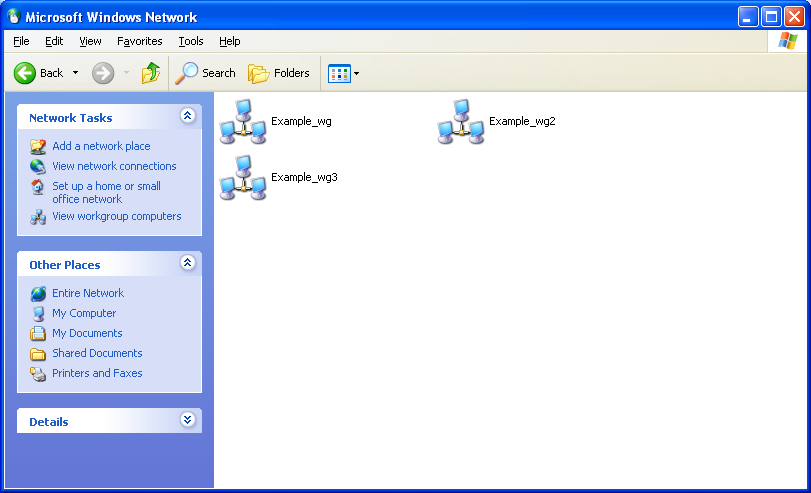 Microsoft Windows Network
File Edit View Favorites Tools Help
Back Search Folders
Network Tasks
Add a network place
View network connections
Set up a home or small
office network
View workgroup computers
Other Places
Entire Network
My Computer
My Documents
Shared Documents
Printers and Faxes
Details
Example_wg Example_wg2
Example_wg3